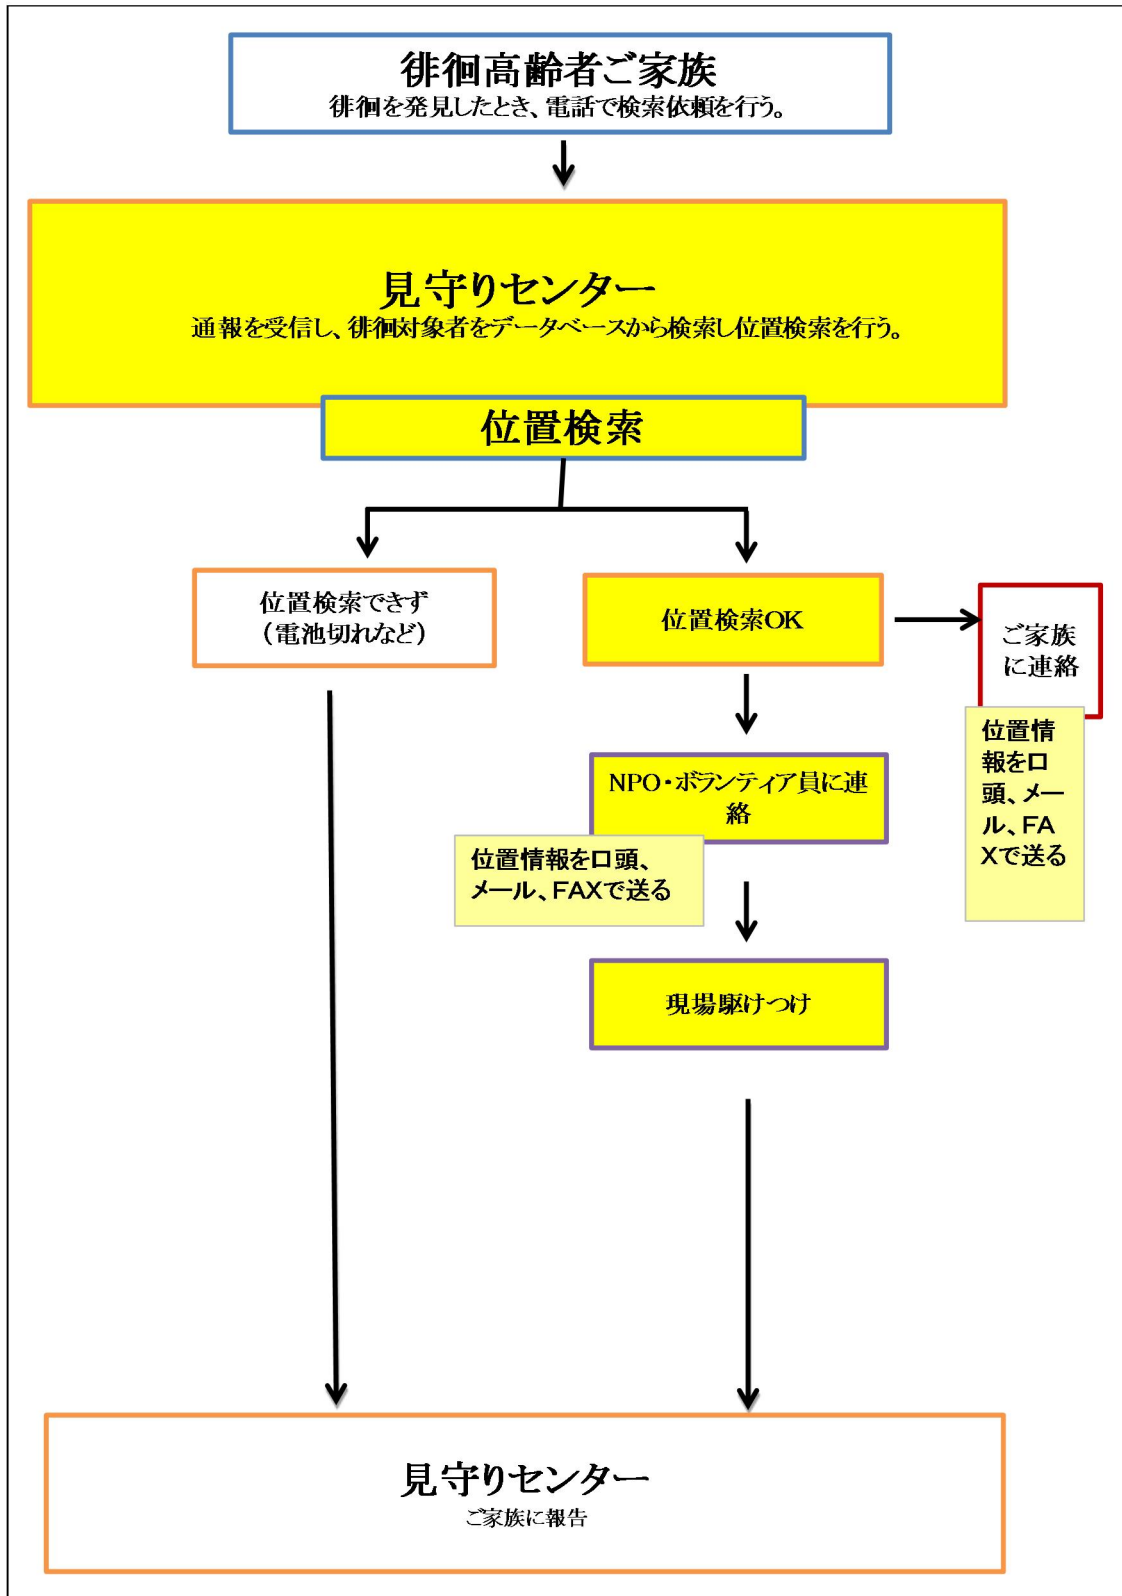 徘徊高齢者ご家族
徘徊を発見したとき、電話で検索依頼を行う。
見守りセンター
通報を受信し、徘徊対象者をデータベースから検索し位置検索を行う。
位置検索
位置検索できず
（電池切れなど）
位置検索OK
ご家族
に連絡
位置情
報を口
頭、メー
ル、FA
Xで送る
NPO・ボランティア員に連
絡
位置情報を口頭、
メール、FAXで送る
現場駆けつけ
見守りセンター
ご家族に報告